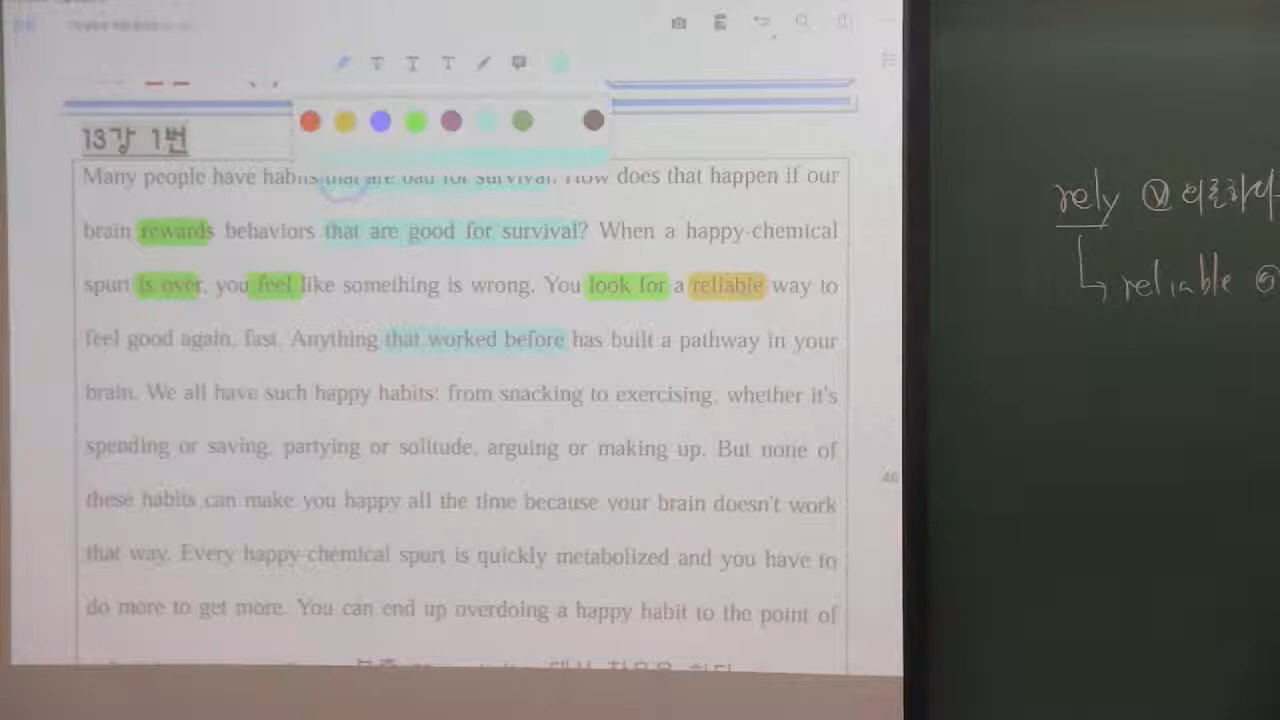 13강 1번
Many people have habits that are bad for survival. How does that happen if our
brain rewards behaviors that are good for survival? When a happy-chemical
spurt is over, you feel like something is wrong. You look for a reliable way to
feel good again, fast. Anything that worked before has built a pathway in your
brain. We all have such happy habits: from snacking to exercising, whether it's
spending or saving, partying or solitude, arguing or making up. But none of
these habits can make you happy all the time because your brain doesn't work
that way. Every happy-chemical spurt is quickly metabolized and you have to
do more to get more. You can end up overdoing a happy habit to the point of
46
rely ⓥ 의존하다
reliable ⓐ